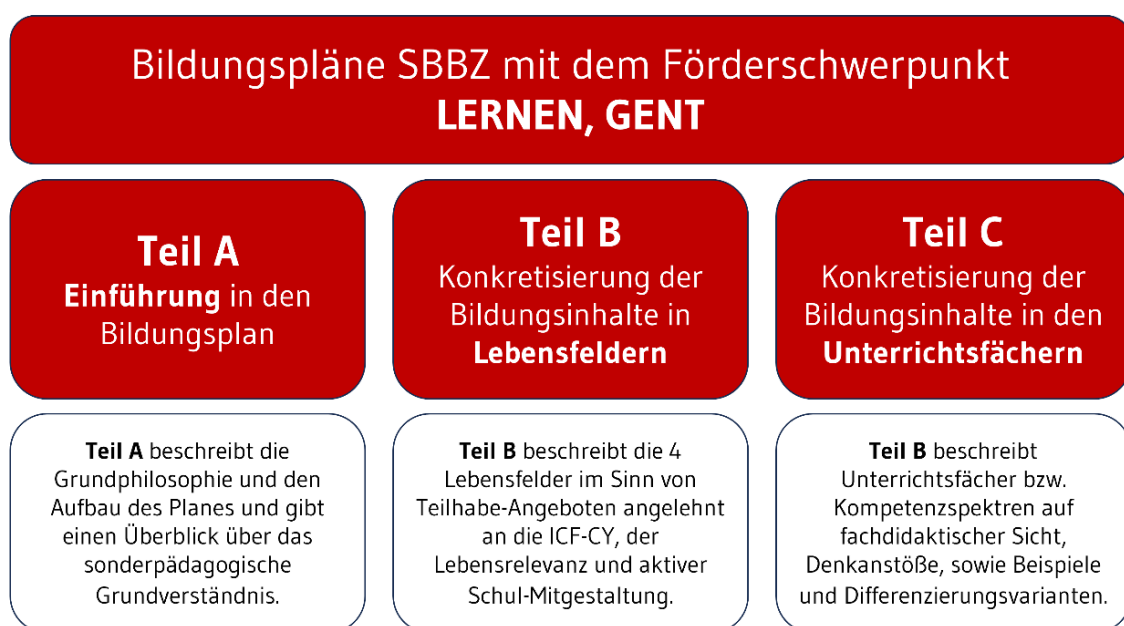 Bildungspläne SBBZ mit dem Förderschwerpunkt
LERNEN, GENT
Teil A
Einführung in den
Bildungsplan
Teil B
Konkretisierung der
Bildungsinhalte in
Lebensfeldern
Teil C
Konkretisierung der
Bildungsinhalte in den
Unterrichtsfächern
Teil A beschreibt die
Grundphilosophie und den
Aufbau des Planes und gibt
einen Überblick über das
sonderpädagogische
Grundverständnis.
Teil B beschreibt die 4
Lebensfelder im Sinn von
Teilhabe-Angeboten angelehnt
an die ICF-CY, der
Lebensrelevanz und aktiver
Schul-Mitgestaltung.
Teil B beschreibt
Unterrichtsfächer bzw.
Kompetenzspektren auf
fachdidaktischer Sicht,
Denkanstöße, sowie Beispiele
und Differenzierungsvarianten.